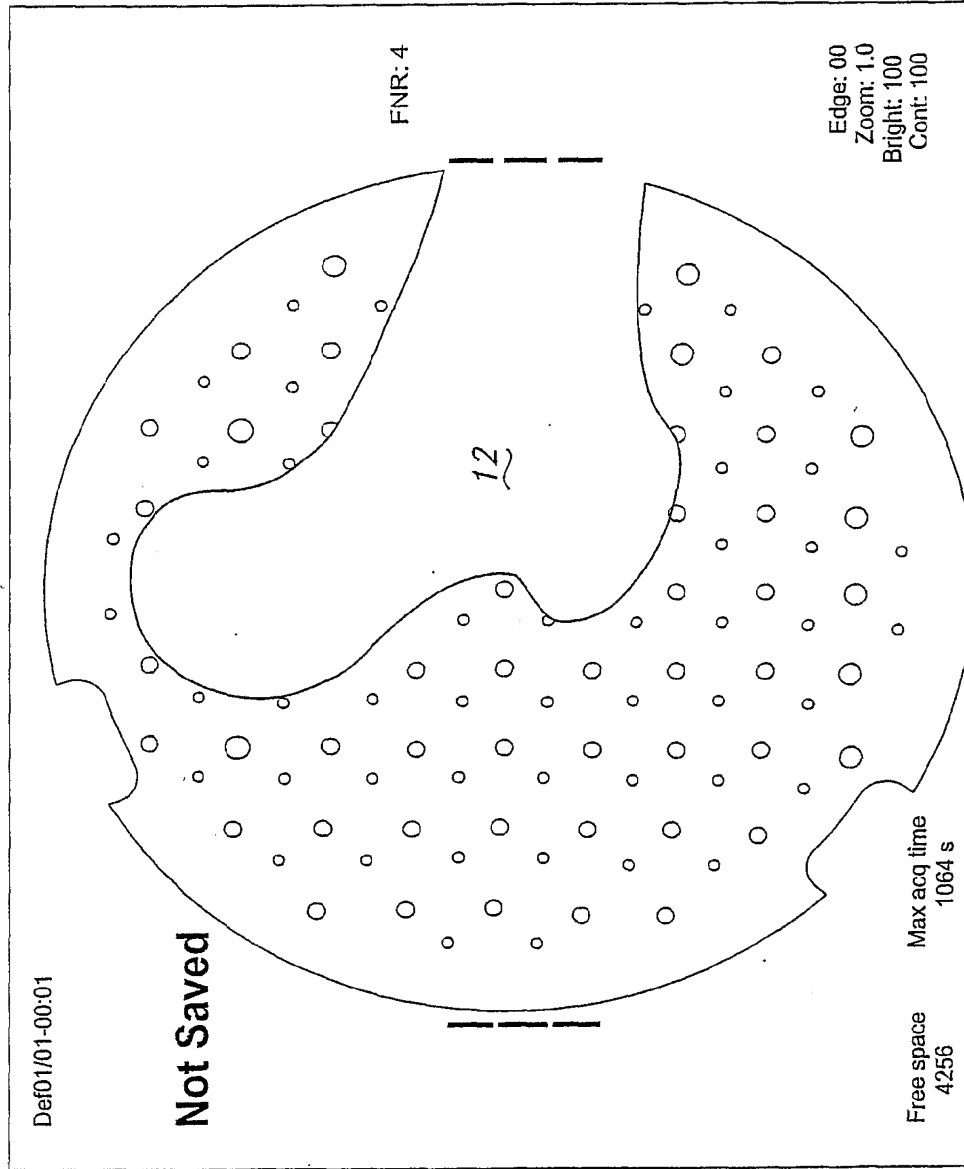 Def01/01-00:01
Not Saved
FNR: 4
12
Free space
4256
Max acq time
1064 s
Edge: 00
Zoom: 1.0
Bright: 100
Cont: 100